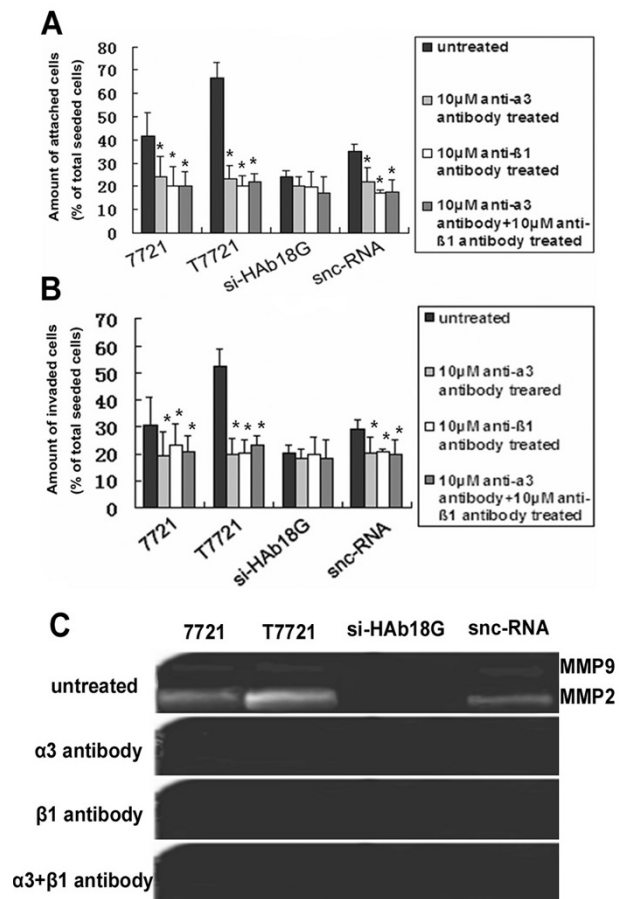 A
Amount of attached cells
(% of total seeded cells)
80
70
60
50
40
30
20
10
0
* * *
* * *
* * *
7721
T7721
si-HAb18G
snc-RNA
untreated
10µM anti-a3
antibody treated
10µM anti-ß1
antibody treated
10µM anti-a3
antibody+10µM anti-
ß1 antibody treated
B
Amount of invaded cells
(% of total seeded cells)
70
60
50
40
30
20
10
0
* * *
* * *
* * *
7721
T7721
si-HAb18G
snc-RNA
untreated
10µM anti-a3
antibody treared
10µM anti-ß1
antibody treated
10µM anti-a3
antibody+10µM anti-
ß1 antibody treated
C
7721 T7721 si-HAb18G snc-RNA
untreated
MMP9
MMP2
α3 antibody
β1 antibody
α3+β1 antibody